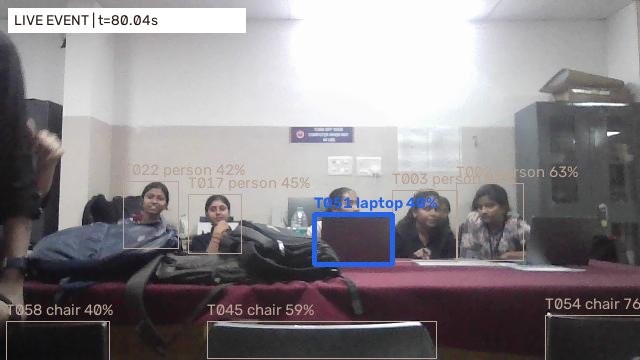 LIVE EVENT | t=80.04s
T022 person 42%
T017 person 45%
T003 person
person 63%
T051 laptop
T058 chair 40%
T045 chair 59%
T054 chair 76